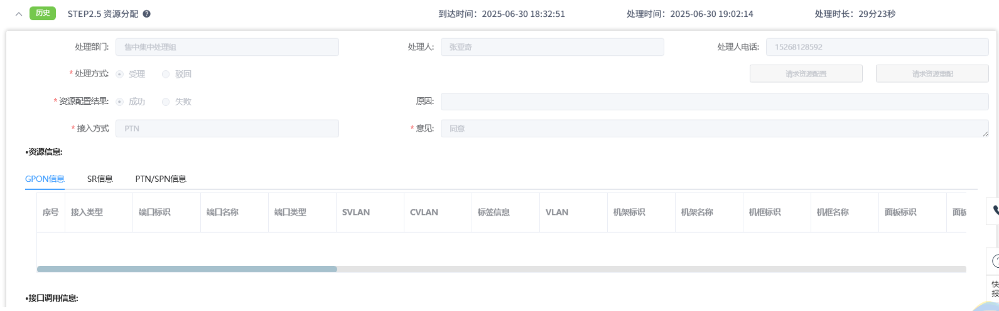 历史 STEP2.5 资源分配 到达时间：2025-06-30 18:32:51 处理时间：2025-06-30 19:02:14 处理时长：29分23秒
处理部门: 售中集中处理组 处理人: 张亚奇 处理人电话: 15268128592
* 处理方式: 受理 驳回 请求资源配置 请求资源重配
* 资源配置结果: 成功 失败 原因:
* 接入方式 PTN * 意见: 同意
•资源信息:
GPON信息 SR信息 PTN/SPN信息
序号 接入类型 端口标识 端口名称 端口类型 SVLAN CVLAN 标签信息 VLAN 机架标识 机架名称 机框标识 机框名称 面板标识 面板
快
报
•接口调用信息: